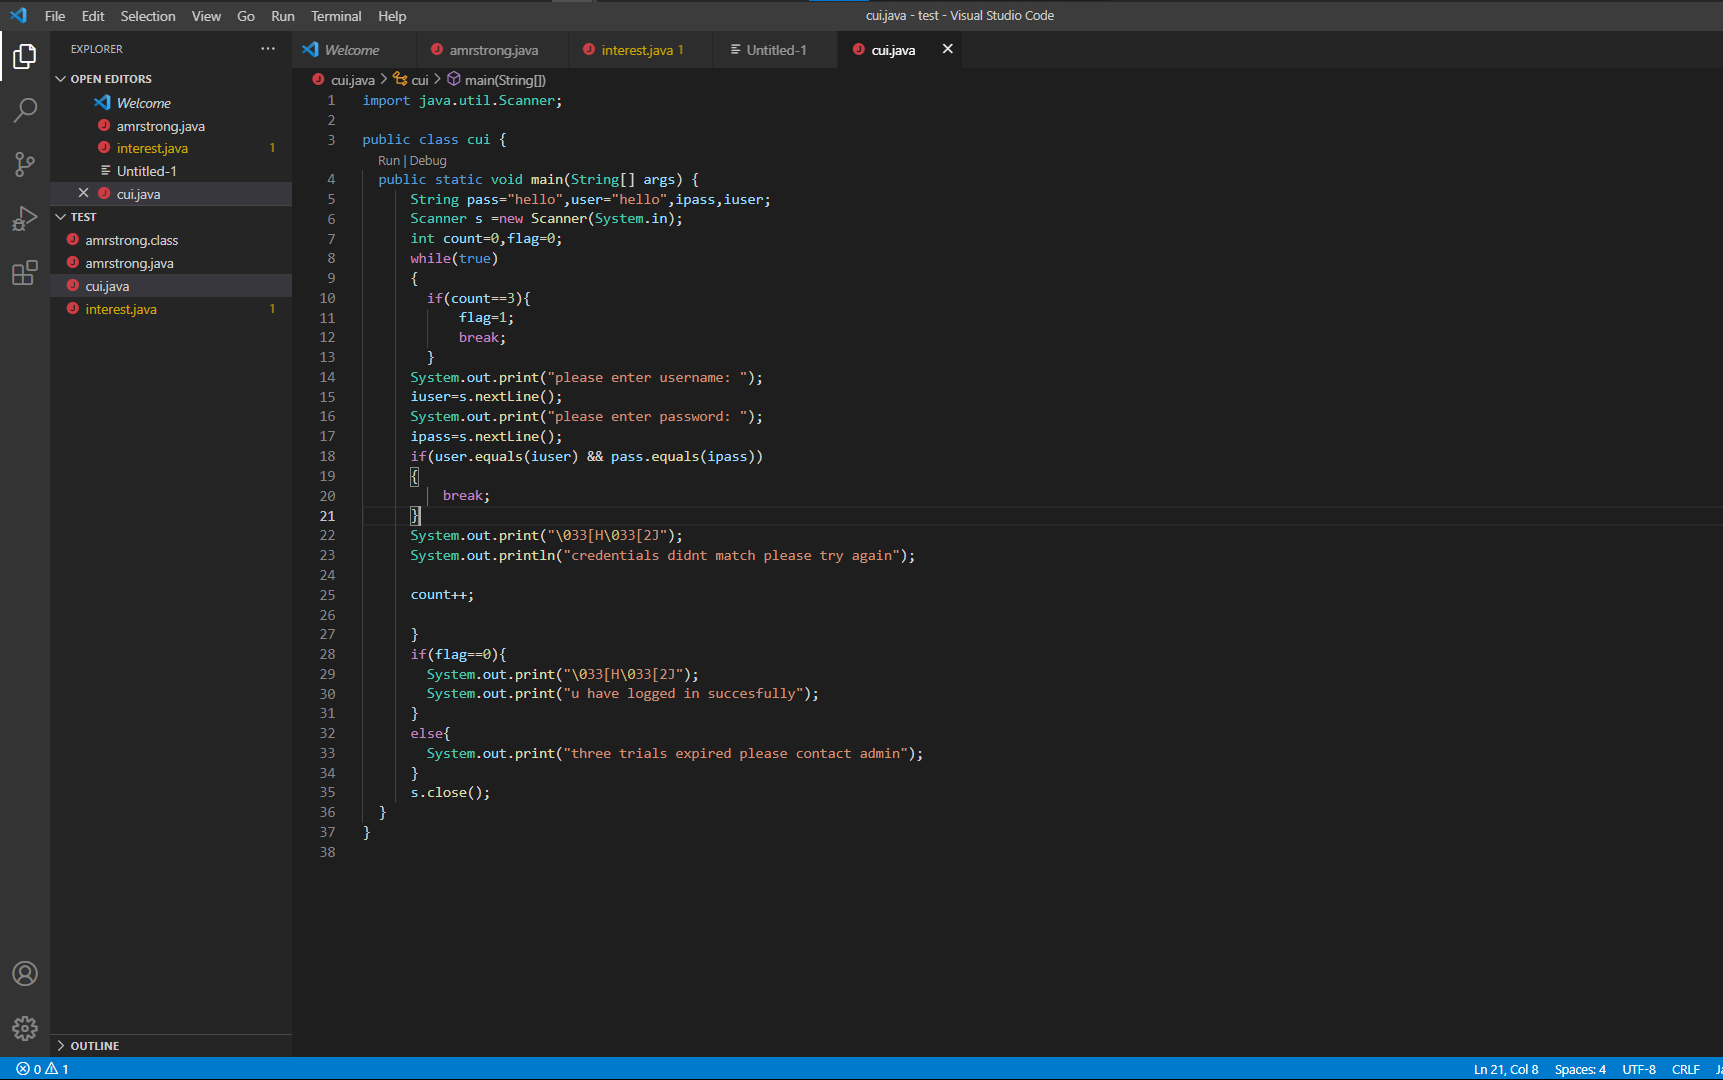 File Edit Selection View Go Run Terminal Help
cui.java - test - Visual Studio Code
EXPLORER
OPEN EDITORS
Welcome
amrstrong.java
interest.java 1
Untitled-1
cui.java
TEST
amrstrong.class
amrstrong.java
cui.java
interest.java 1
OUTLINE
Welcome amrstrong.java interest.java 1 Untitled-1 cui.java
cui.java > cui > main(String[])
1 import java.util.Scanner;
2
3 public class cui {
Run | Debug
4 public static void main(String[] args) {
5 String pass="hello",user="hello",ipass,iuser;
6 Scanner s =new Scanner(System.in);
7 int count=0,flag=0;
8 while(true)
9 {
10 if(count==3){
11 flag=1;
12 break;
13 }
14 System.out.print("please enter username: ");
15 iuser=s.nextLine();
16 System.out.print("please enter password: ");
17 ipass=s.nextLine();
18 if(user.equals(iuser) && pass.equals(ipass))
19 {
20 break;
21 }
22 System.out.print("\033[H\033[2J");
23 System.out.println("credentials didnt match please try again");
24
25 count++;
26
27 }
28 if(flag==0){
29 System.out.print("\033[H\033[2J");
30 System.out.print("u have logged in succesfully");
31 }
32 else{
33 System.out.print("three trials expired please contact admin");
34 }
35 s.close();
36 }
37 }
38
0 1 Ln 21, Col 8 Spaces: 4 UTF-8 CRLF